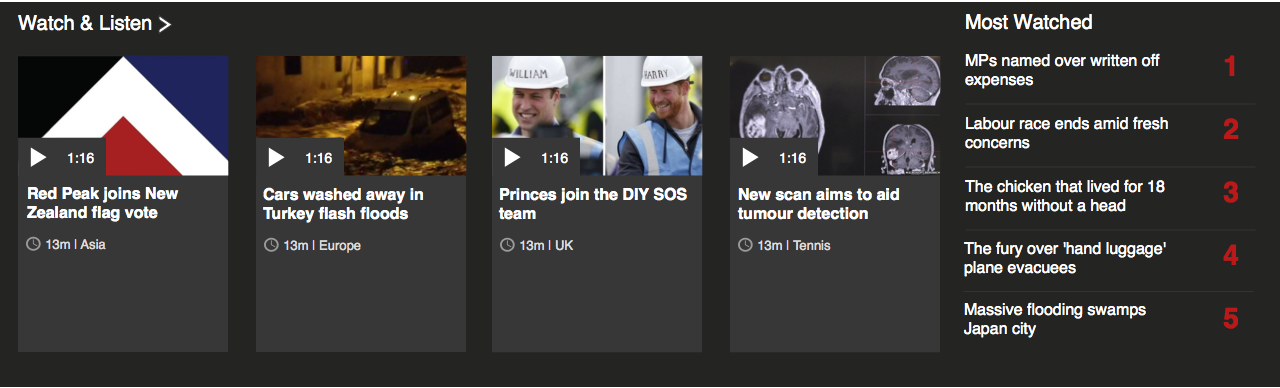 Watch & Listen >
WILLIAM
HARRY
1:16
1:16
1:16
1:16
Red Peak joins New
Zealand flag vote
13m | Asia
Cars washed away in
Turkey flash floods
13m | Europe
Princes join the DIY SOS
team
13m | UK
New scan aims to aid
tumour detection
13m | Tennis
Most Watched
MPs named over written off
expenses
1
Labour race ends amid fresh
concerns
2
The chicken that lived for 18
months without a head
3
The fury over 'hand luggage'
plane evacuees
4
Massive flooding swamps
Japan city
5